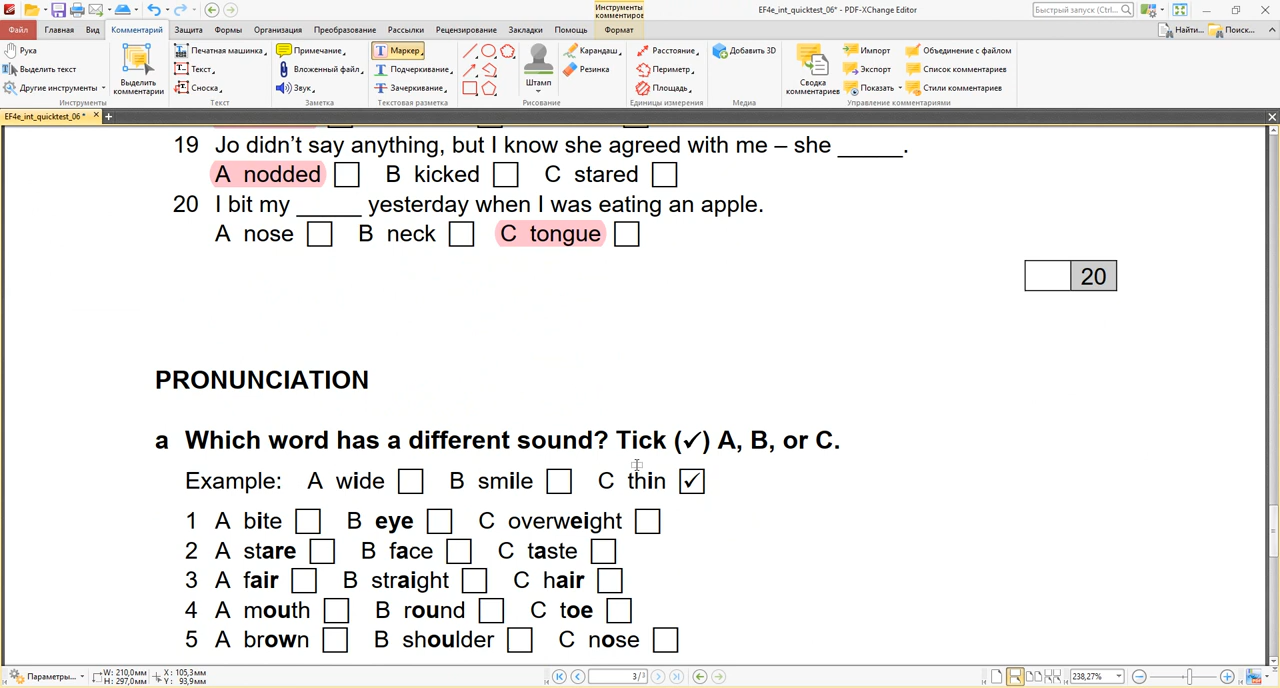 Инструменты комментиров
EF4e_int_quicktest_06* - PDF-XChange Editor
Быстрый запуск (Ctrl...
Файл Главная Вид Комментарий Защита Формы Организация Преобразование Рассылки Рецензирование Закладки Помощь Формат Найти... Поиск...
Рука
Выделить текст
Другие инструменты
Инструменты
Выделить комментарии
Печатная машинка
Текст
Сноска
Текст
Примечание
Вложенный файл
Звук
Заметка
Маркер
Подчеркивание
Зачеркивание
Текстовая разметка
Штамп
Карандаш
Резинка
Рисование
Расстояние
Периметр
Площадь
Единицы измерения
Добавить 3D
Медиа
Сводка комментариев
Импорт
Экспорт
Показать
Объединение с файлом
Список комментариев
Стили комментариев
Управление комментариями
EF4e_int_quicktest_06 *
19 Jo didn’t say anything, but I know she agreed with me – she _____.
A nodded B kicked C stared
20 I bit my _____ yesterday when I was eating an apple.
A nose B neck C tongue
20
PRONUNCIATION
a Which word has a different sound? Tick (✓) A, B, or C.
Example: A wide B smile C thin ✓
1 A bite B eye C overweight
2 A stare B face C taste
3 A fair B straight C hair
4 A mouth B round C toe
5 A brown B shoulder C nose
Параметры... W: 210,0мм H: 297,0мм X: 105,3мм Y: 93,9мм 3/3 238,27%